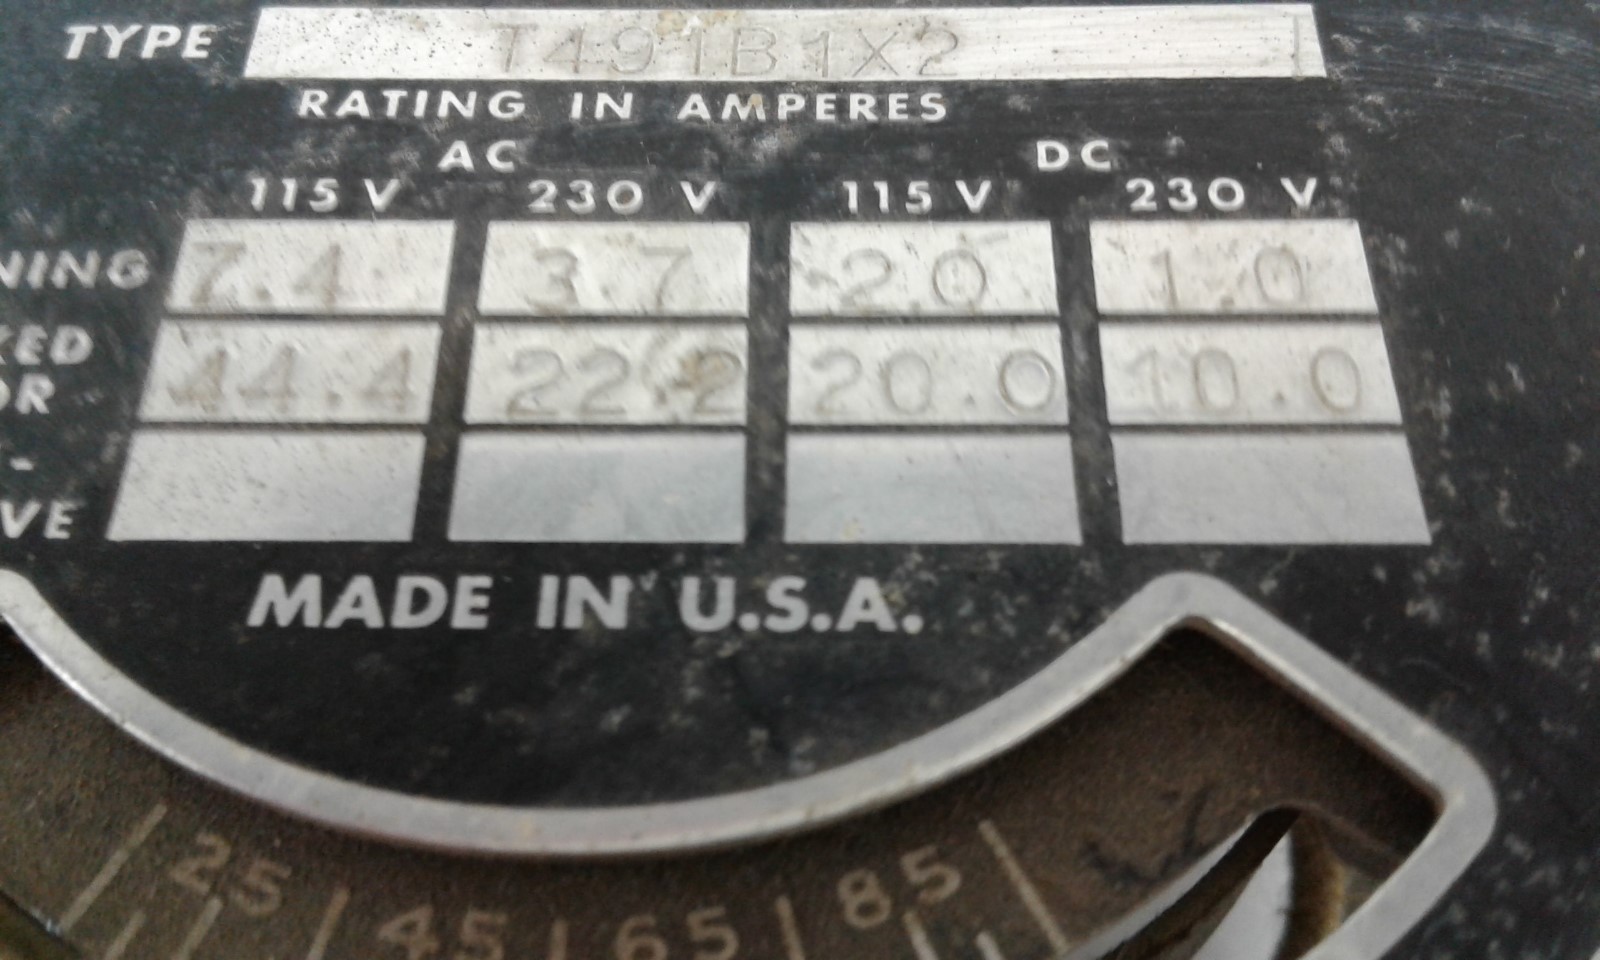 TYPE T491B1X2
RATING IN AMPERES
AC DC
115 V 230 V 115 V 230 V
NING 7.4 3.7 2.0 1.0
KED
OR 44.4 22.2 20.0 10.0
-
VE
MADE IN U.S.A.
25 45 65 85